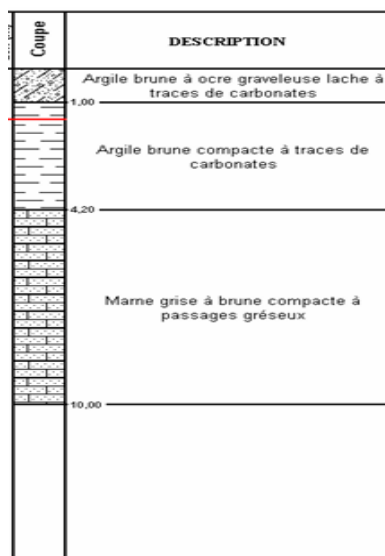 Coupe
DESCRIPTION
Argile brune à ocre graveleuse lache à
traces de carbonates
1,00
Argile brune compacte à traces de
carbonates
4,20
Marne grise à brune compacte à
passages gréseux
10,00